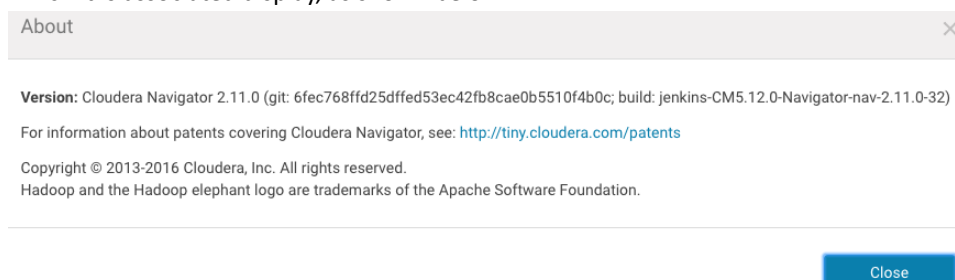 About
×
Version: Cloudera Navigator 2.11.0 (git: 6fec768ffd25dffed53ec42fb8cae0b5510f4b0c; build: jenkins-CM5.12.0-Navigator-nav-2.11.0-32)
For information about patents covering Cloudera Navigator, see: http://tiny.cloudera.com/patents
Copyright © 2013-2016 Cloudera, Inc. All rights reserved.
Hadoop and the Hadoop elephant logo are trademarks of the Apache Software Foundation.
Close